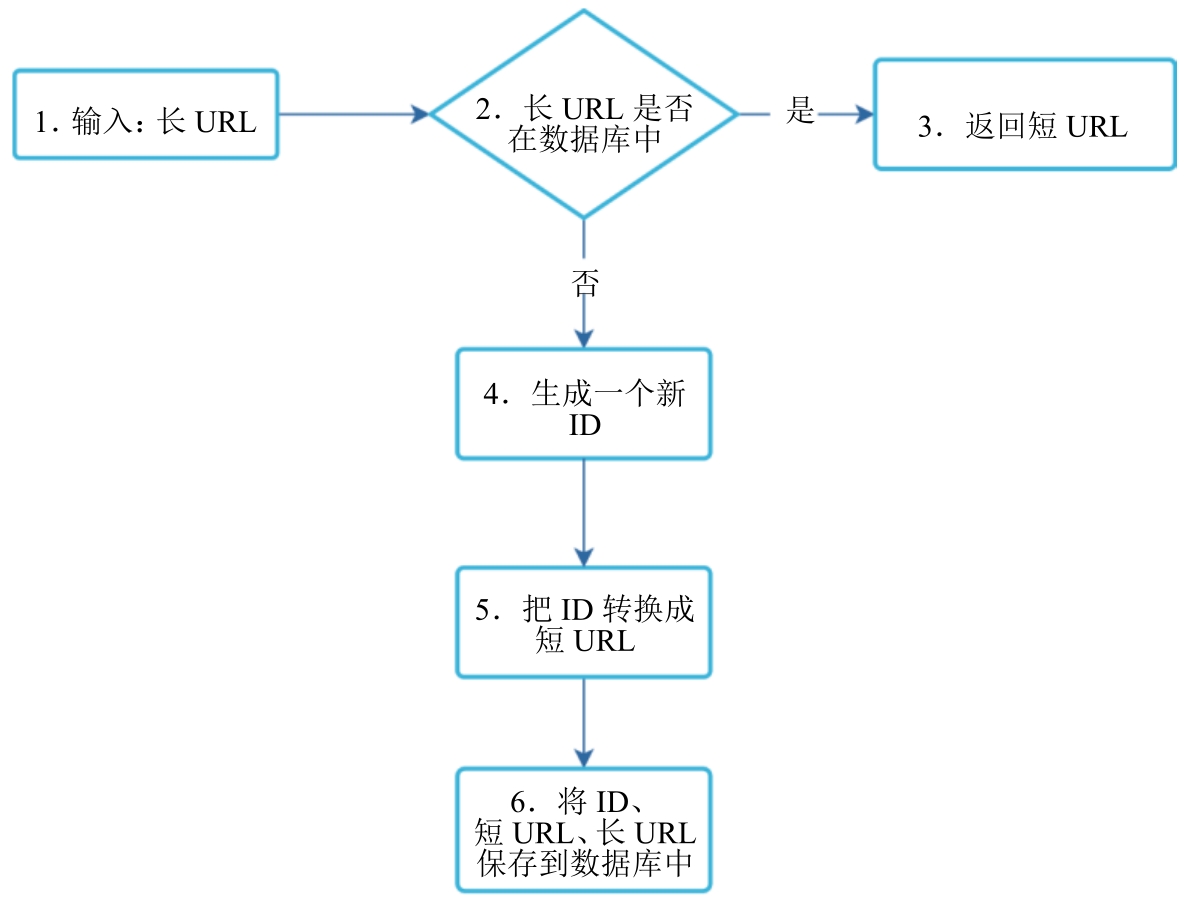 1. 输入：长 URL
2. 长 URL 是否
在数据库中
是
3. 返回短 URL
否
4. 生成一个新
ID
5. 把 ID 转换成
短 URL
6. 将 ID、
短 URL、长 URL
保存到数据库中